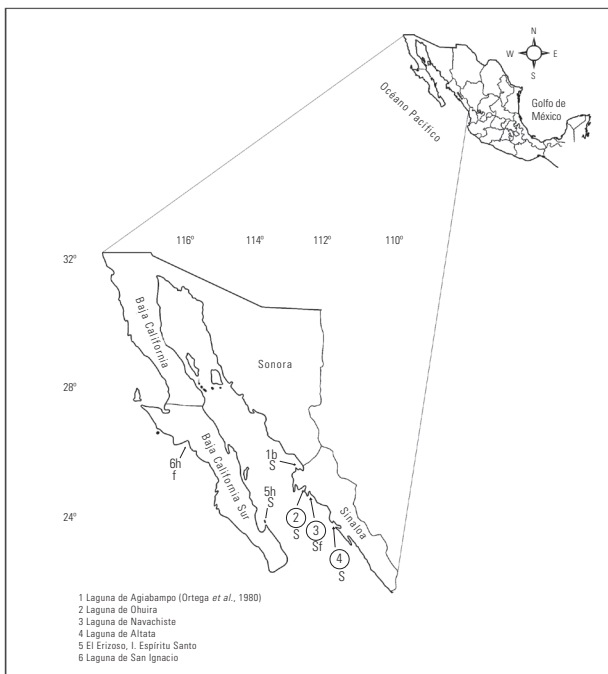 N
W E
S
Golfo de
México
Océano Pacífico
116º 114º 112º 110º
32º
Baja California
Sonora
28º
Baja California Sur
6h
f
1b
S
5h
S
2
S
3
Sf
4
S
Sinaloa
24º
1 Laguna de Agiabampo (Ortega et al., 1980)
2 Laguna de Ohuira
3 Laguna de Navachiste
4 Laguna de Altata
5 El Erizoso, I. Espíritu Santo
6 Laguna de San Ignacio